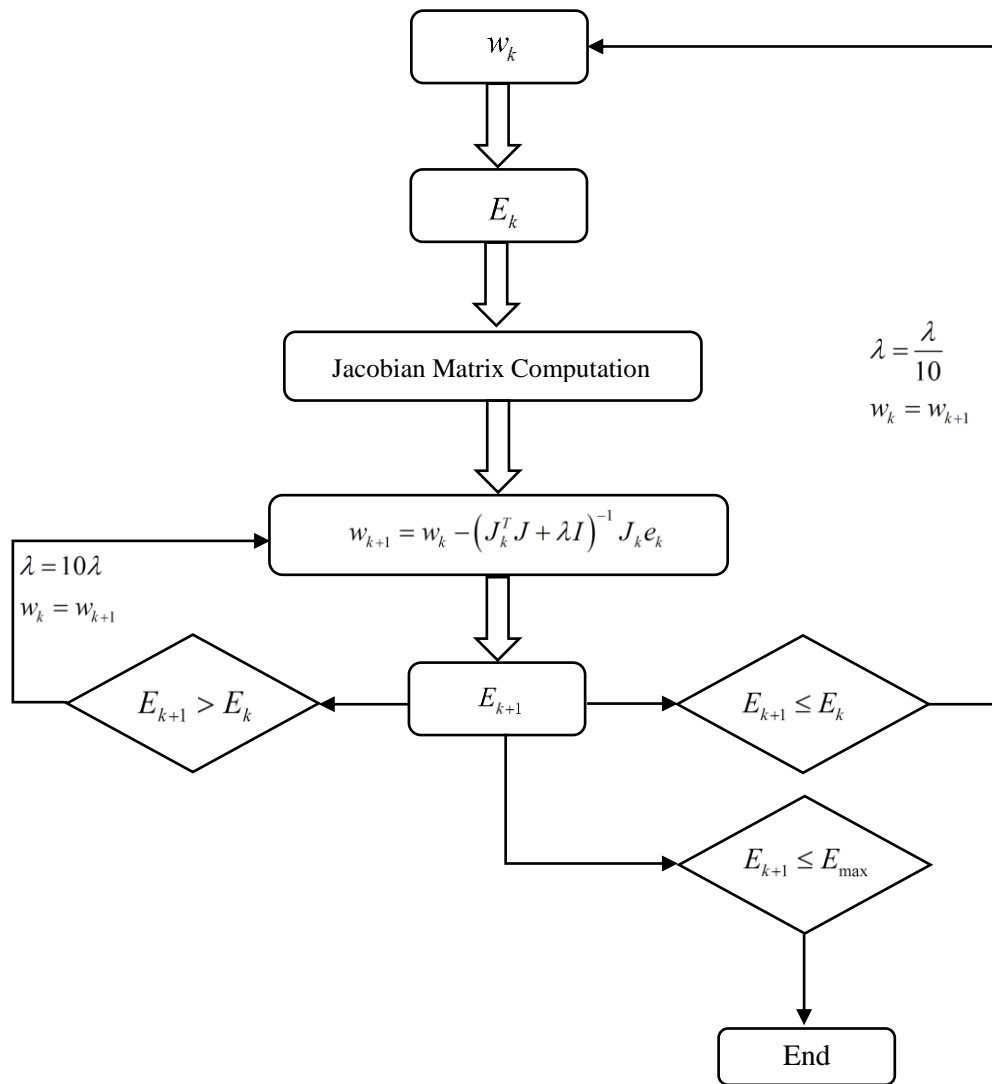 w_k
E_k
Jacobian Matrix Computation
λ = λ/10
w_k = w_{k+1}
w_{k+1} = w_k − (J_k^T J + λI)^{−1} J_k e_k
λ = 10λ
w_k = w_{k+1}
E_{k+1} > E_k
E_{k+1}
E_{k+1} ≤ E_k
E_{k+1} ≤ E_max
End